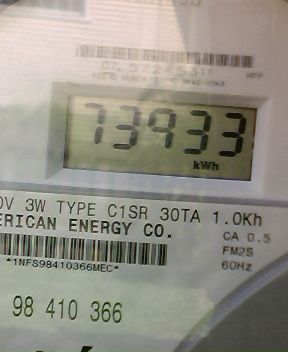 73933
kWh
0V 3W TYPE C1SR 30TA 1.0Kh
ERICAN ENERGY CO.
CA 0.5
FM2S
*1NFS98410366MEC*
60Hz
98 410 366